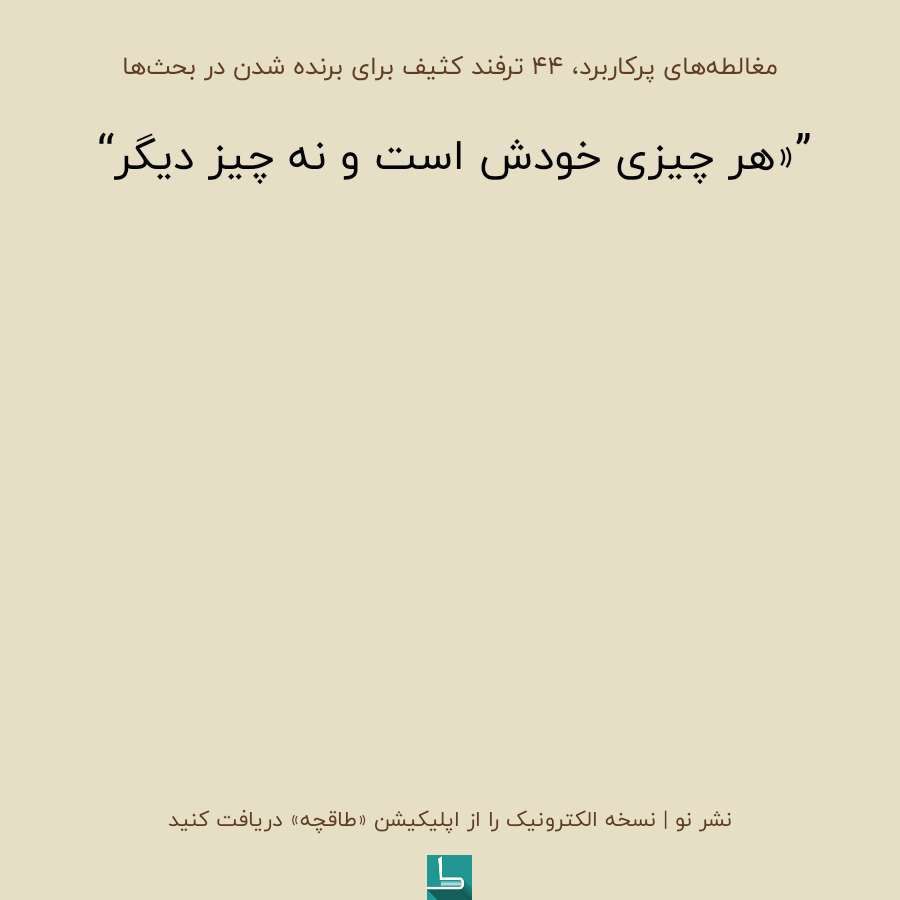 مغالطه‌های پرکاربرد، ۴۴ ترفند کثیف برای برنده شدن در بحث‌ها
”«هر چیزی خودش است و نه چیز دیگر“
نشر نو | نسخه الکترونیک را از اپلیکیشن «طاقچه» دریافت کنید